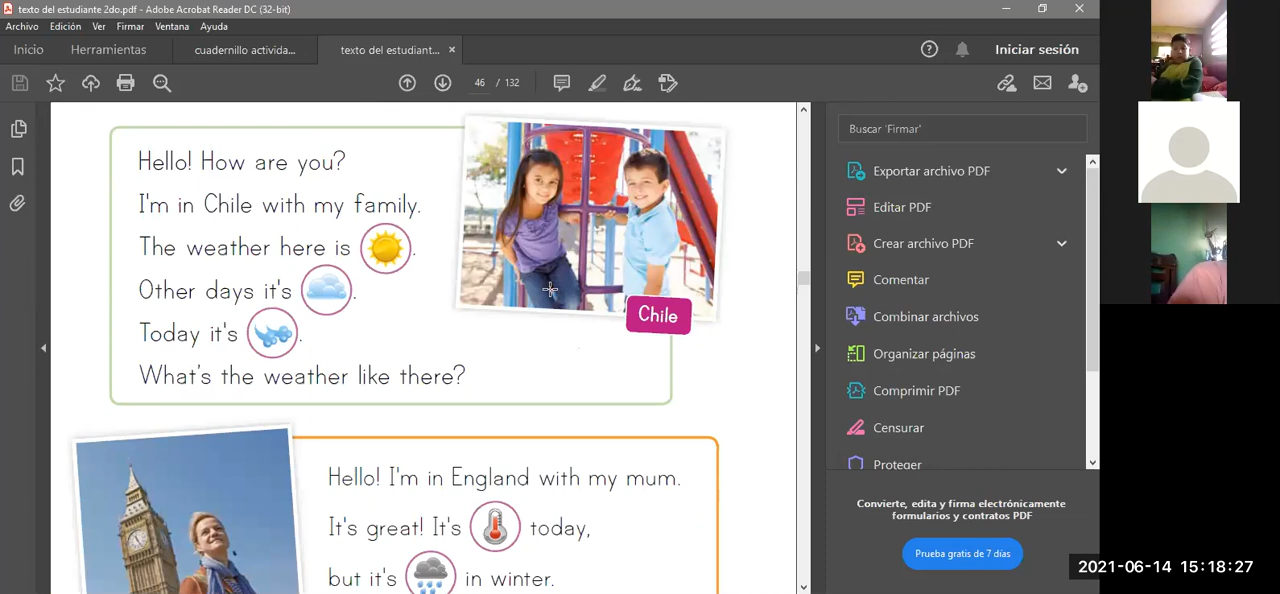 texto del estudiante 2do.pdf - Adobe Acrobat Reader DC (32-bit)
Archivo Edición Ver Firmar Ventana Ayuda
Inicio Herramientas cuadernillo activida... texto del estudiant... × Iniciar sesión
46 / 132
Hello! How are you?
I'm in Chile with my family.
The weather here is .
Other days it's .
Today it's .
What's the weather like there?
Chile
Hello! I'm in England with my mum.
It's great! It's today,
but it's in winter.
Buscar 'Firmar'
Exportar archivo PDF
Editar PDF
Crear archivo PDF
Comentar
Combinar archivos
Organizar páginas
Comprimir PDF
Censurar
Proteger
Convierte, edita y firma electrónicamente
formularios y contratos PDF
Prueba gratis de 7 días
2021-06-14 15:18:27